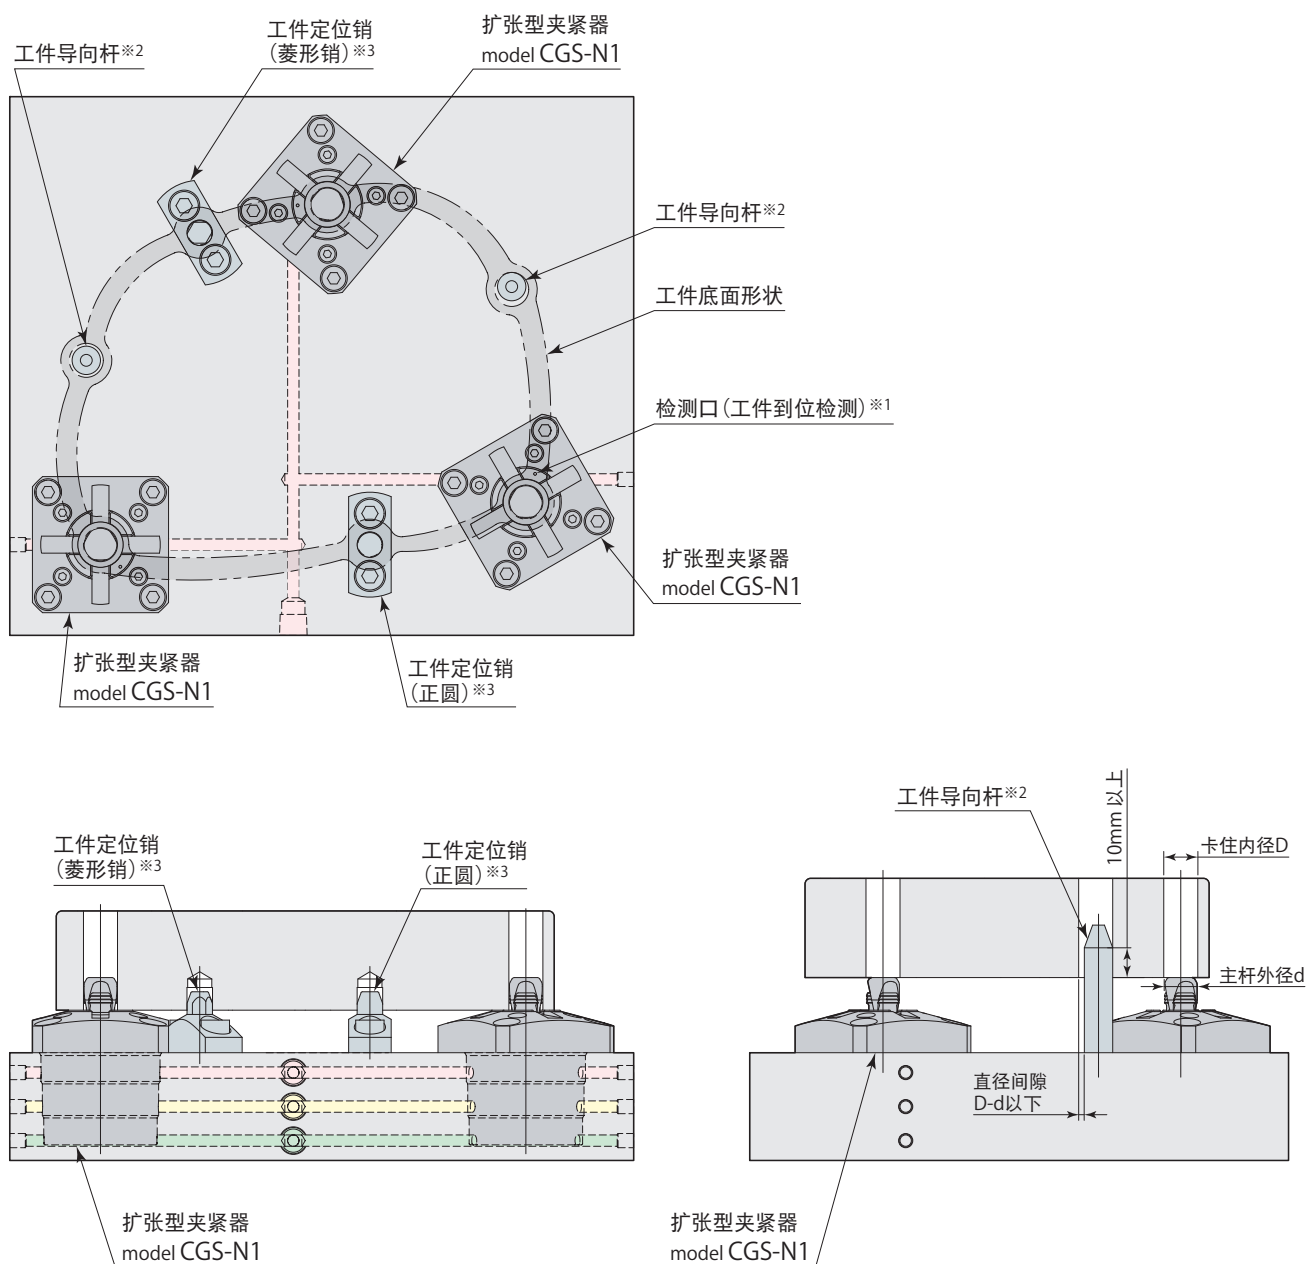 工件导向杆※2
工件定位销
（菱形销）※3
扩张型夹紧器
model CGS-N1
工件导向杆※2
工件底面形状
检测口（工件到位检测）※1
扩张型夹紧器
model CGS-N1
扩张型夹紧器
model CGS-N1
工件定位销
（正圆）※3
工件定位销
（菱形销）※3
工件定位销
（正圆）※3
扩张型夹紧器
model CGS-N1
工件导向杆※2
10mm 以上
卡住内径D
主杆外径d
直径间隙
D-d以下
扩张型夹紧器
model CGS-N1